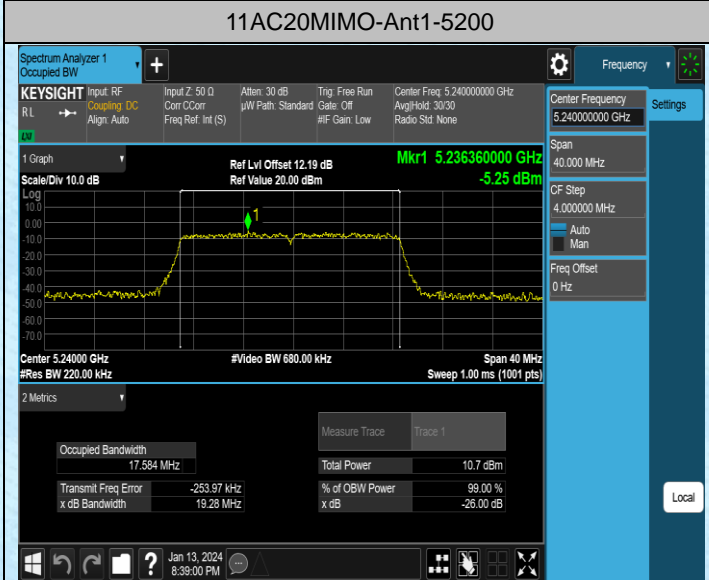 11AC20MIMO-Ant1-5200
Spectrum Analyzer 1
Occupied BW
+
Frequency
KEYSIGHT
RL
LXI
Input: RF
Coupling: DC
Align: Auto
Input Z: 50 Ω
Corr CCorr
Freq Ref: Int (S)
Atten: 30 dB
µW Path: Standard
Trig: Free Run
Gate: Off
#IF Gain: Low
Center Freq: 5.240000000 GHz
Avg|Hold: 30/30
Radio Std: None
Center Frequency
5.240000000 GHz
Settings
Span
40.000 MHz
CF Step
4.000000 MHz
Auto
Man
Freq Offset
0 Hz
1 Graph
Scale/Div 10.0 dB
Ref Lvl Offset 12.19 dB
Ref Value 20.00 dBm
Mkr1 5.236360000 GHz
-5.25 dBm
Log
10.0
0.00
-10.0
-20.0
-30.0
-40.0
-50.0
-60.0
-70.0
1
Center 5.24000 GHz
#Res BW 220.00 kHz
#Video BW 680.00 kHz
Span 40 MHz
Sweep 1.00 ms (1001 pts)
2 Metrics
Measure Trace Trace 1
Occupied Bandwidth
17.584 MHz
Total Power 10.7 dBm
Transmit Freq Error -253.97 kHz
% of OBW Power 99.00 %
x dB Bandwidth 19.28 MHz
x dB -26.00 dB
Local
?
Jan 13, 2024
8:39:00 PM